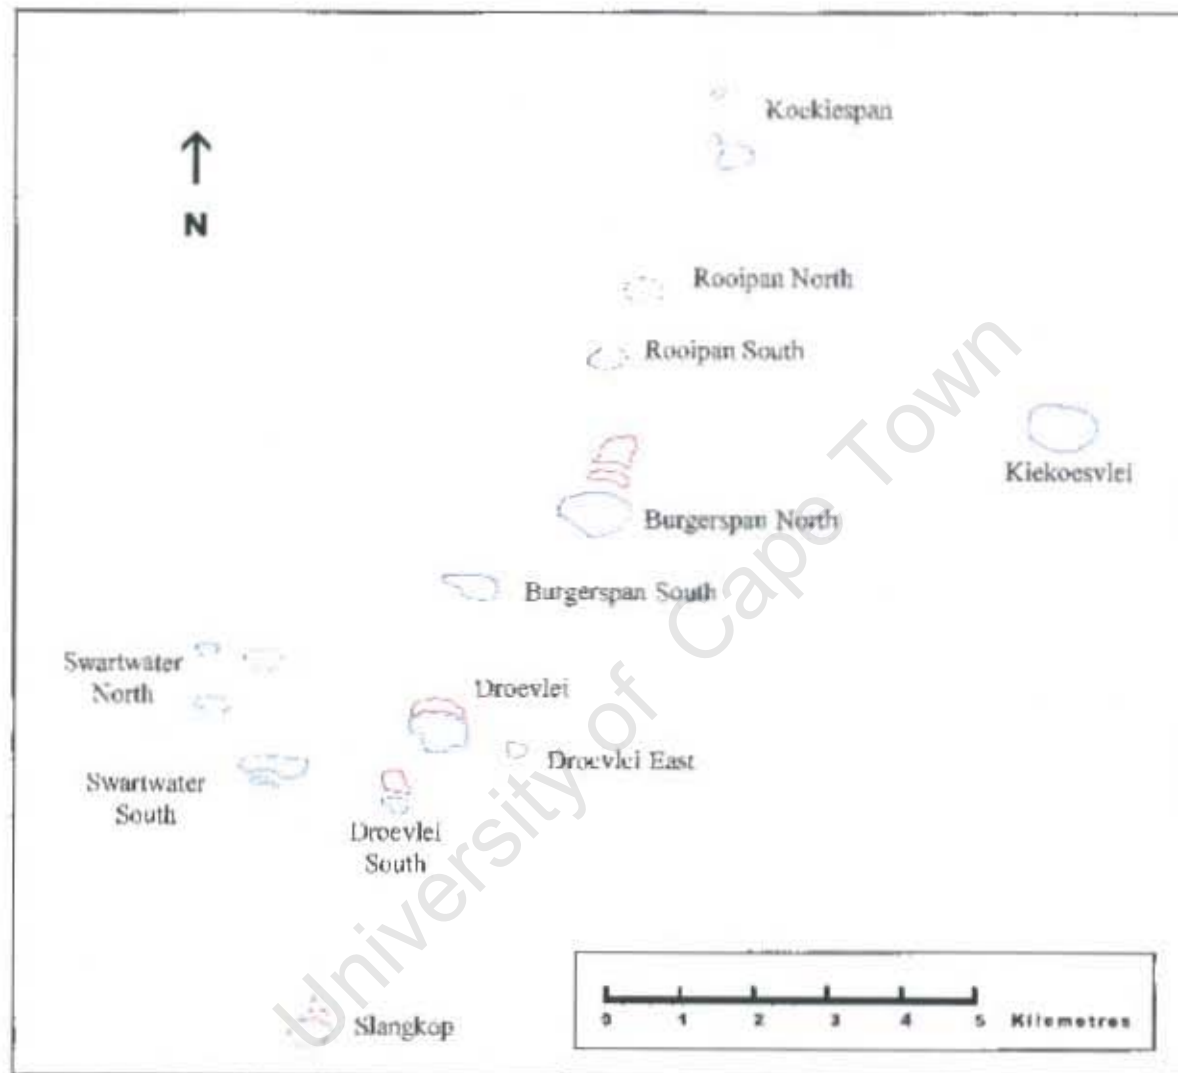 Koekiespan
N
Rooipan North
Rooipan South
Kiekoesvlei
Burgerspan North
Burgerspan South
Swartwater
North
Droevlei
Droevlei East
Swartwater
South
Droevlei
South
Slangkop
0 1 2 3 4 5 Kilometres
University of Cape Town